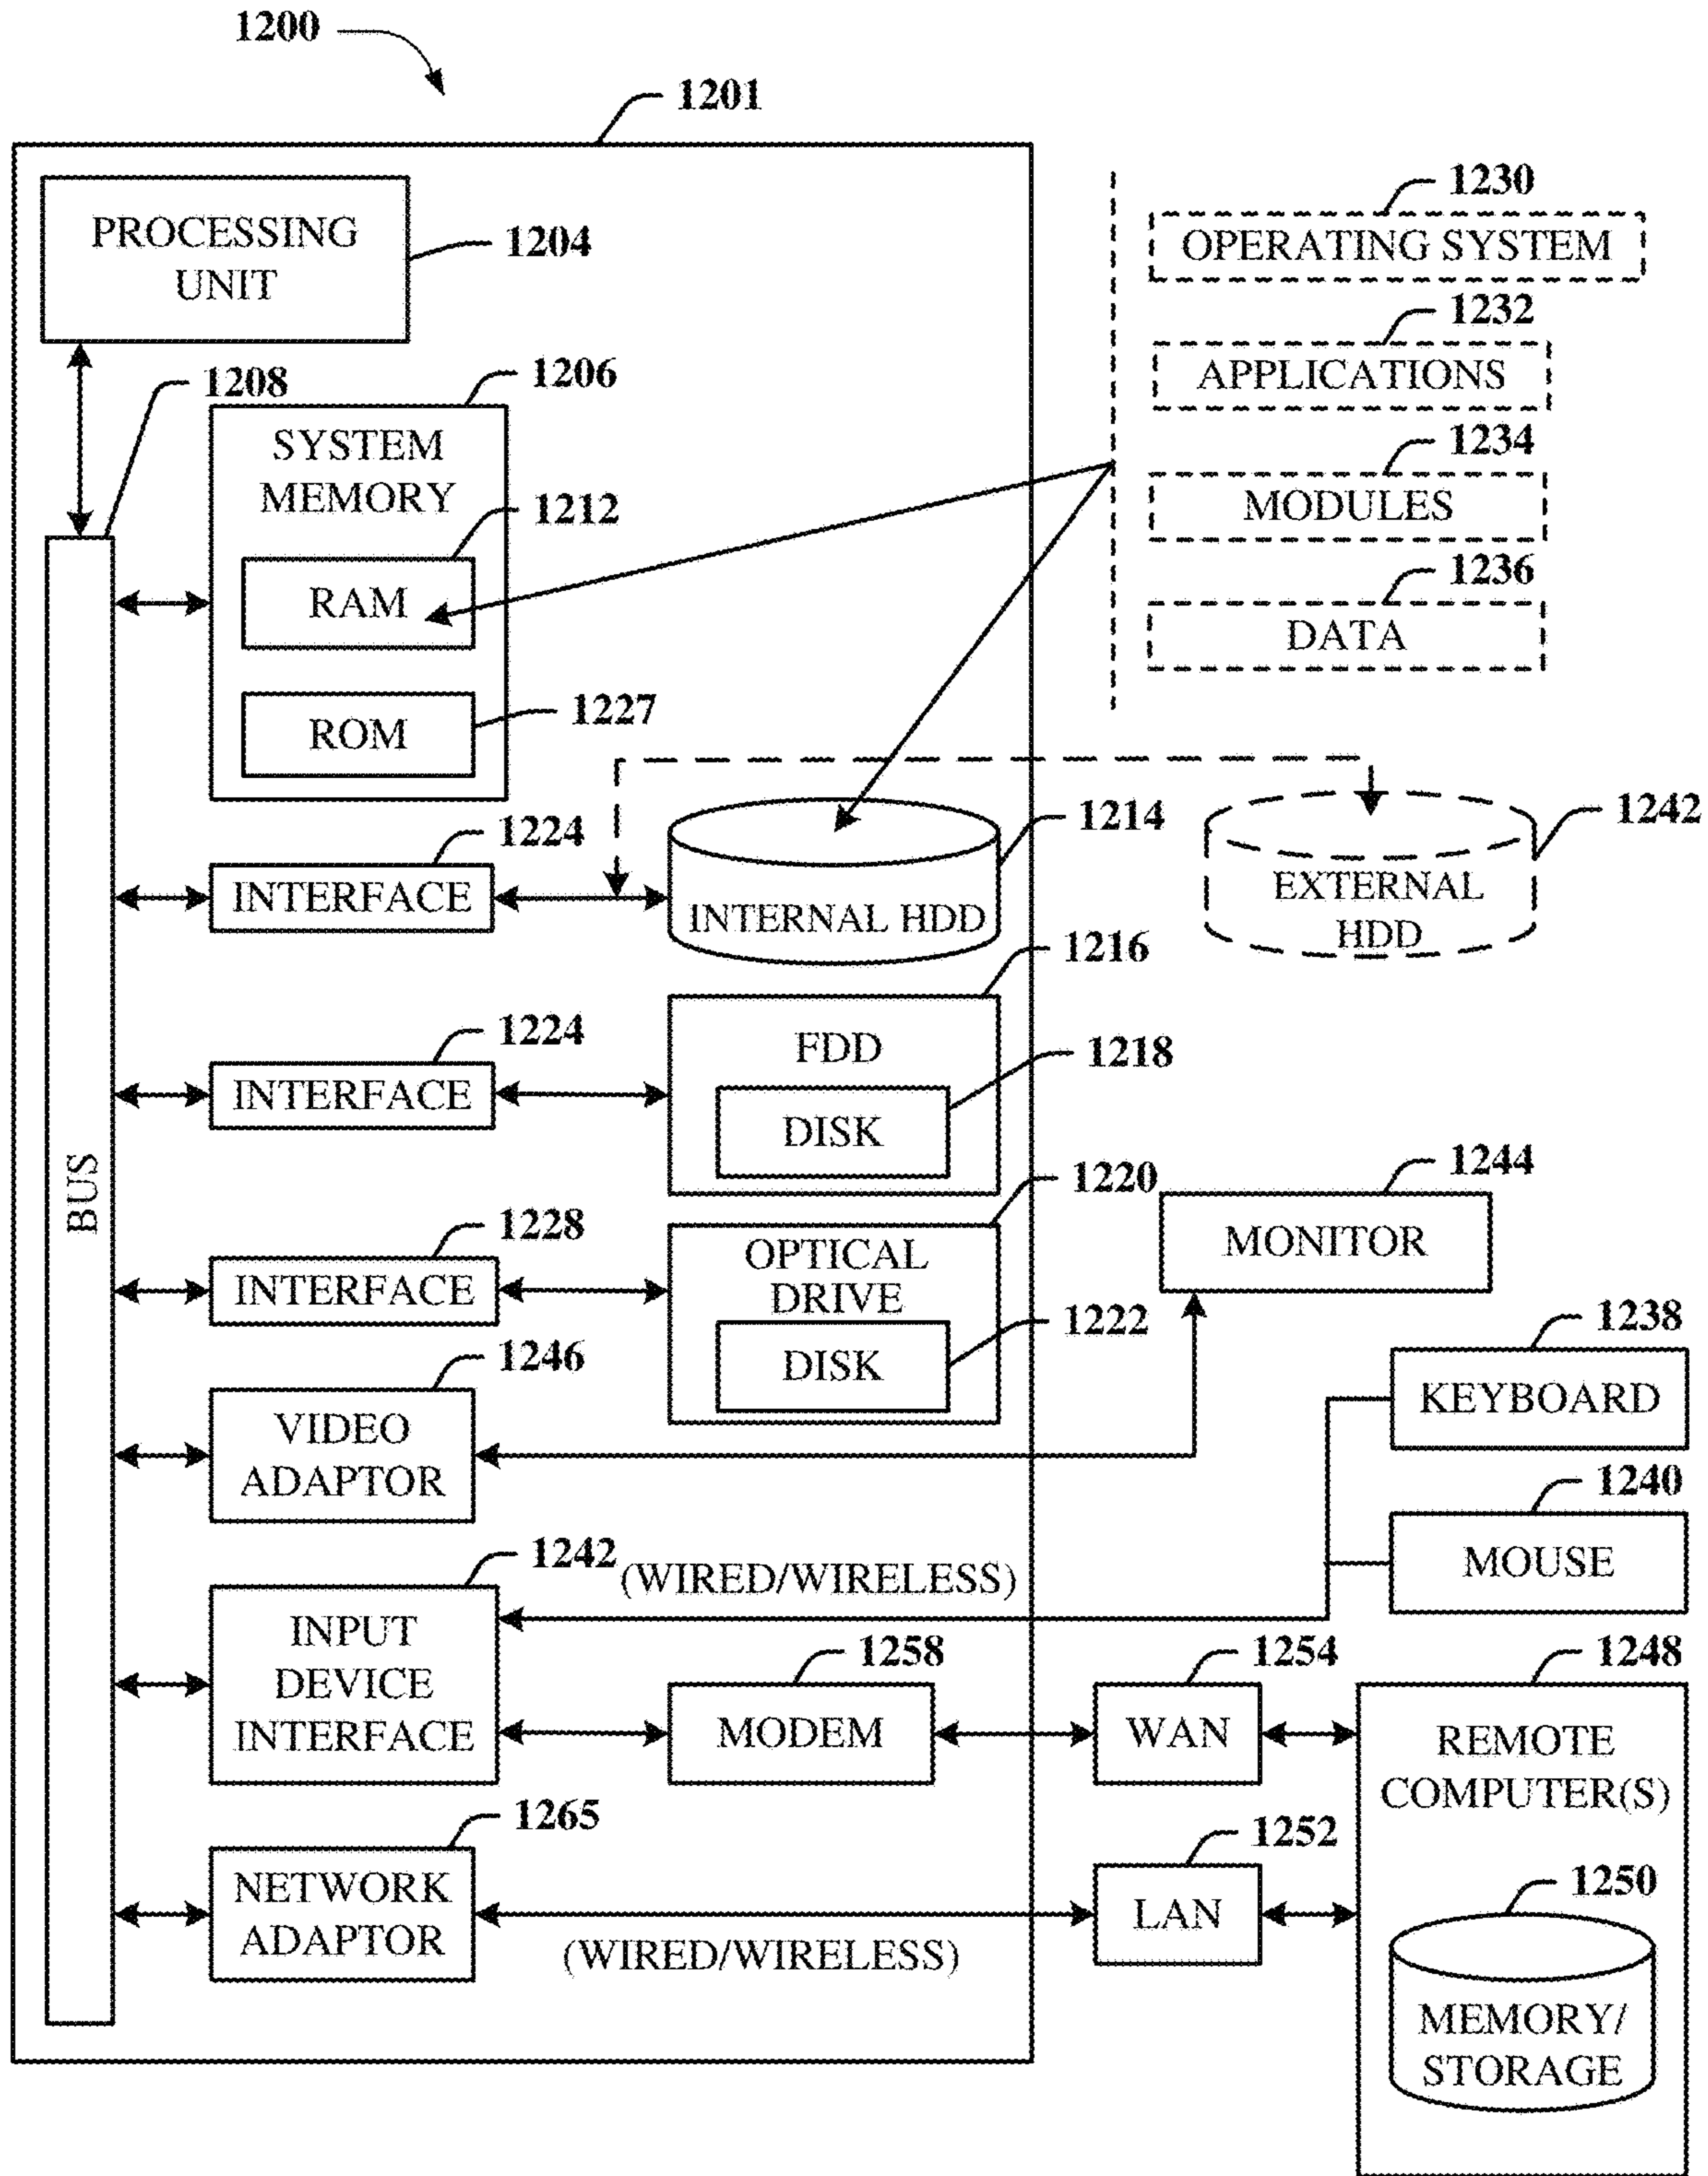 1200
1201
PROCESSING
UNIT
1204
1230
OPERATING SYSTEM
1232
APPLICATIONS
1234
MODULES
1236
DATA
1208
1206
SYSTEM
MEMORY
1212
RAM
1227
ROM
1224
INTERFACE
1214
INTERNAL HDD
1242
EXTERNAL
HDD
1216
1224
INTERFACE
FDD
1218
DISK
BUS
1228
INTERFACE
1220
OPTICAL
DRIVE
1222
DISK
1244
MONITOR
1246
VIDEO
ADAPTOR
1238
KEYBOARD
1240
MOUSE
1242
(WIRED/WIRELESS)
INPUT
DEVICE
INTERFACE
1258
MODEM
1254
WAN
1248
REMOTE
COMPUTER(S)
1265
NETWORK
ADAPTOR
(WIRED/WIRELESS)
1252
LAN
1250
MEMORY/
STORAGE